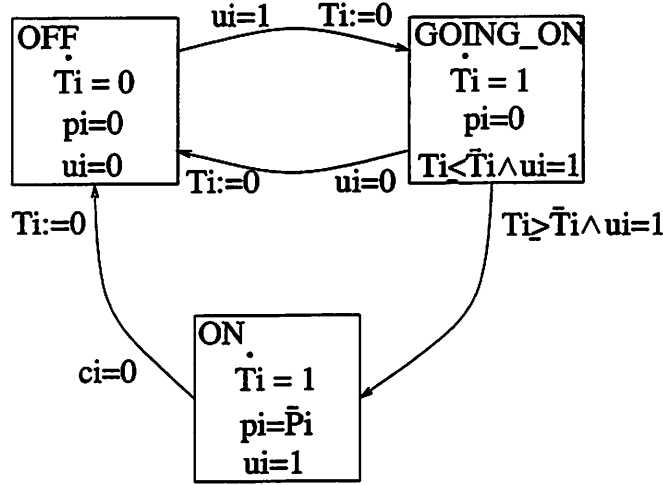 ui=1 Ti:=0
OFF
Ṫi = 0
pi=0
ui=0
GOING_ON
Ṫi = 1
pi=0
Ti≤T̄i∧ui=1
Ti:=0 ui=0
Ti:=0
Ti≥T̄i∧ui=1
ci=0
ON
Ṫi = 1
pi=P̄i
ui=1